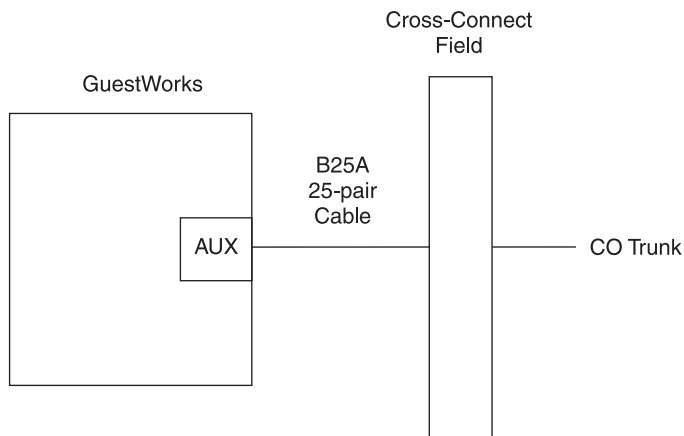 Cross-Connect
Field
GuestWorks
B25A
25-pair
Cable
AUX
CO Trunk